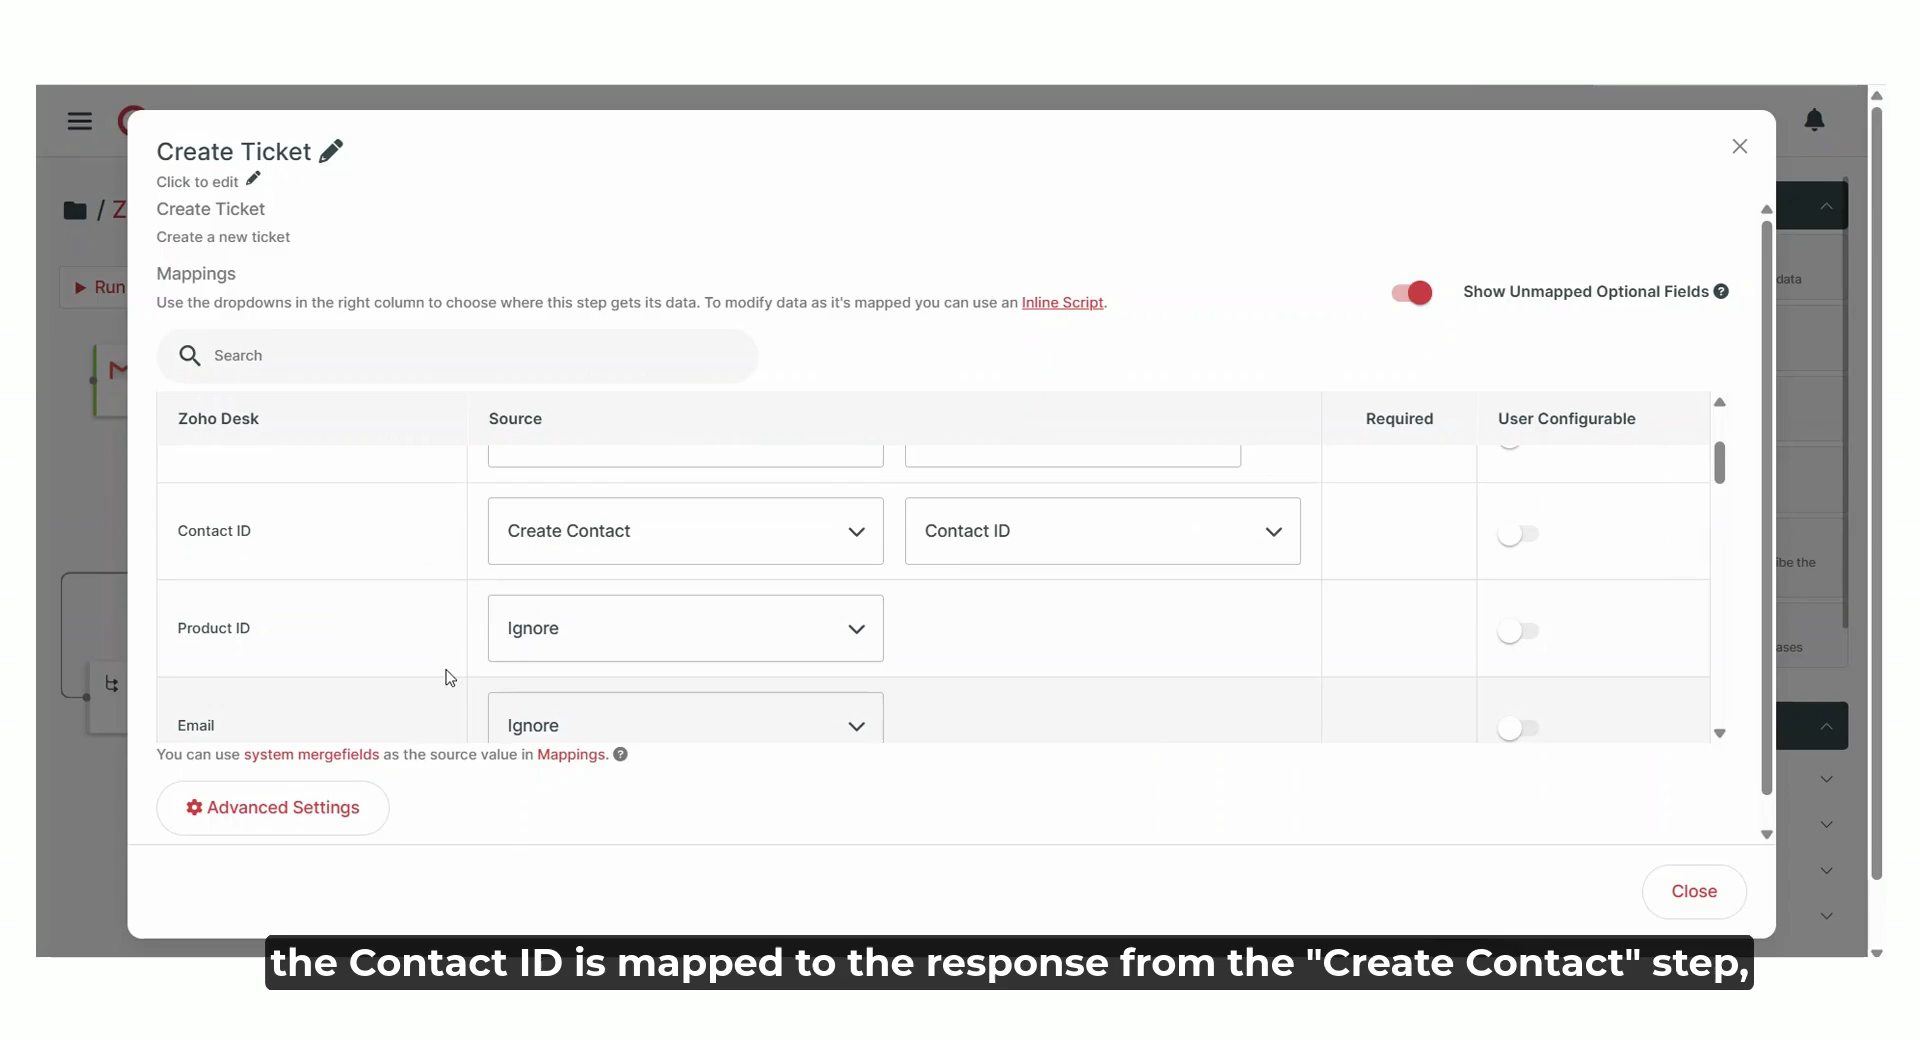 Create Ticket
Click to edit
Create Ticket
Create a new ticket
Mappings
Use the dropdowns in the right column to choose where this step gets its data. To modify data as it's mapped you can use an Inline Script.
Show Unmapped Optional Fields
Search
/ Z
Run
data
Zoho Desk Source Required User Configurable
Contact ID Create Contact Contact ID
ibe the
Product ID Ignore
ases
Email Ignore
You can use system mergefields as the source value in Mappings.
Advanced Settings
Close
the Contact ID is mapped to the response from the "Create Contact" step,